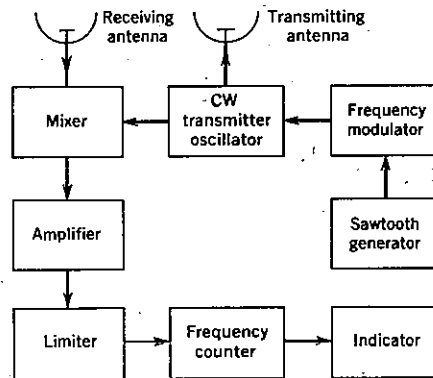 Receiving
antenna
Transmitting
antenna
Mixer
CW
transmitter
oscillator
Frequency
modulator
Amplifier
Sawtooth
generator
Limiter
Frequency
counter
Indicator